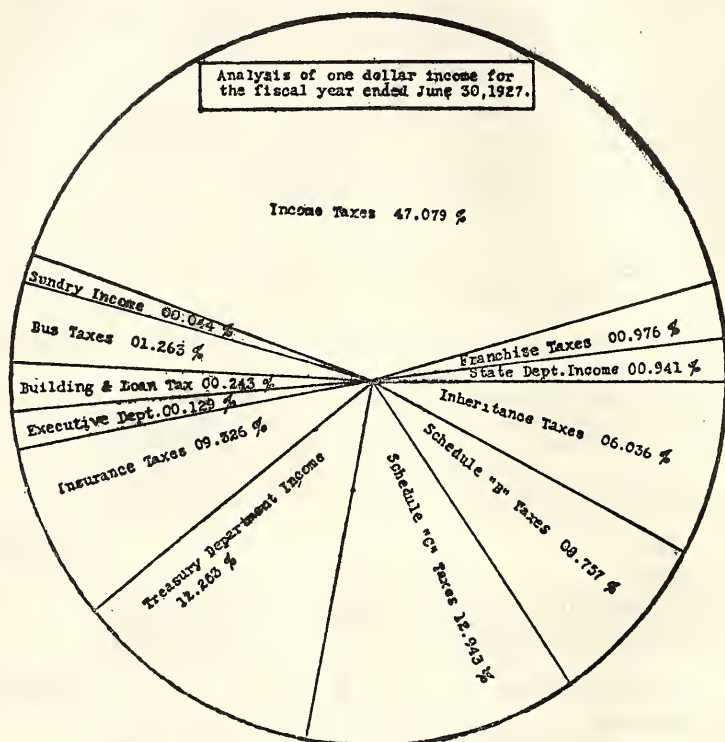 Analysis of one dollar income for
the fiscal year ended June 30,1927.
Income Taxes 47.079 %
Sundry Income 00.044 %
Bus Taxes 01.263 %
Building & Loan Tax 00.243 %
Executive Dept.00.129 %
Insurance Taxes 09.326 %
Treasury Department Income
12.263 %
Schedule "C" Taxes 12.943 %
Schedule "B" Taxes 08.757 %
Inheritance Taxes 06.036 %
State Dept.Income 00.941 %
Franchise Taxes 00.976 %